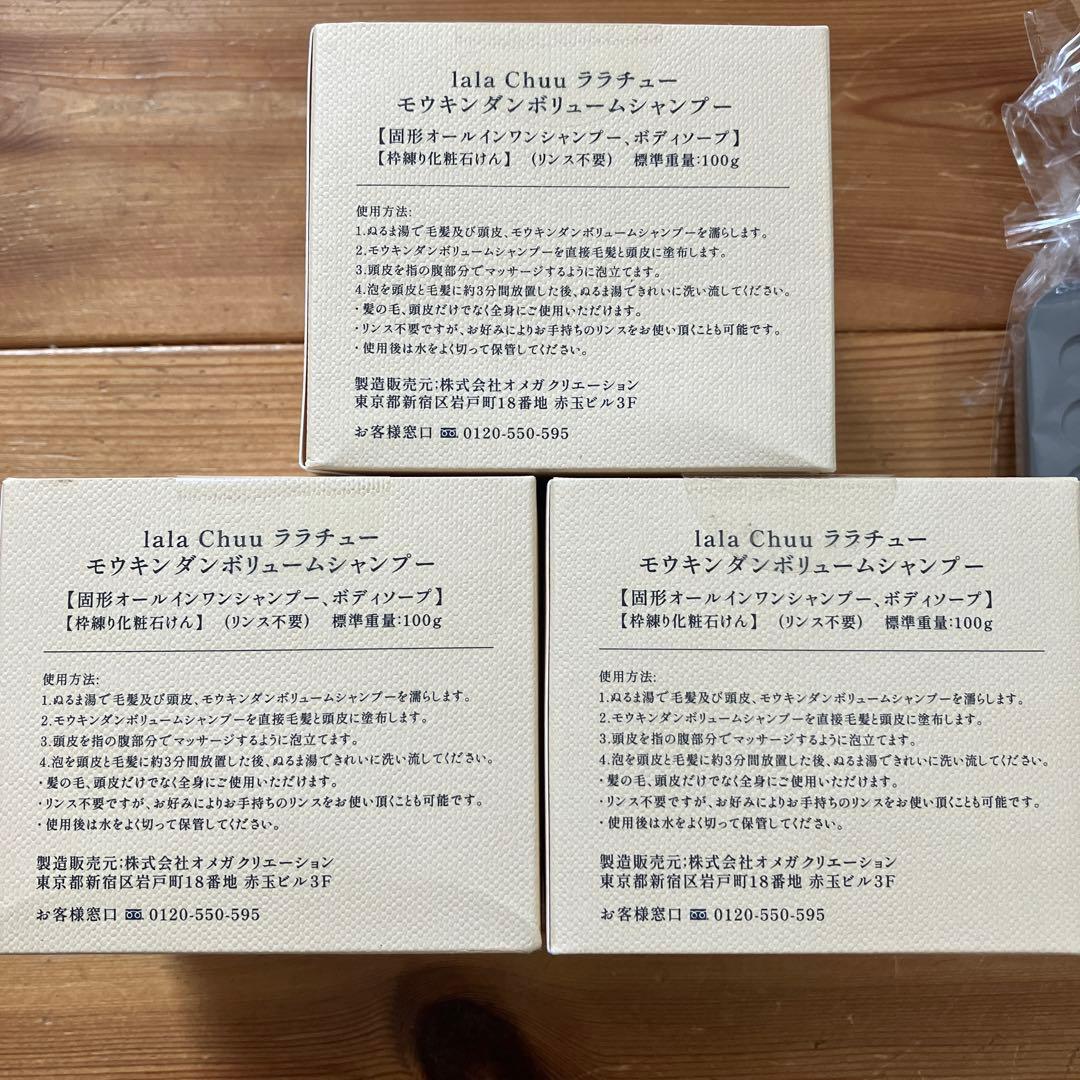 lala Chuu ララチュー
モウキンダンボリュームシャンプー
【固形オールインワンシャンプー、ボディソープ】
【枠練り化粧石けん】 (リンス不要) 標準重量:100g
使用方法:
1.ぬるま湯で毛髪及び頭皮、モウキンダンボリュームシャンプーを濡らします。
2.モウキンダンボリュームシャンプーを直接毛髪と頭皮に塗布します。
3.頭皮を指の腹部分でマッサージするように泡立てます。
4.泡を頭皮と毛髪に約3分間放置した後、ぬるま湯できれいに洗い流してください。
・髪の毛、頭皮だけでなく全身にご使用いただけます。
・リンス不要ですが、お好みによりお手持ちのリンスをお使い頂くことも可能です。
・使用後は水をよく切って保管してください。
製造販売元;株式会社オメガクリエーション
東京都新宿区岩戸町18番地 赤玉ビル3F
お客様窓口 0120-550-595
lala Chuu ララチュー
モウキンダンボリュームシャンプー
【固形オールインワンシャンプー、ボディソープ】
【枠練り化粧石けん】 (リンス不要) 標準重量:100g
使用方法:
1.ぬるま湯で毛髪及び頭皮、モウキンダンボリュームシャンプーを濡らします。
2.モウキンダンボリュームシャンプーを直接毛髪と頭皮に塗布します。
3.頭皮を指の腹部分でマッサージするように泡立てます。
4.泡を頭皮と毛髪に約3分間放置した後、ぬるま湯できれいに洗い流してください。
・髪の毛、頭皮だけでなく全身にご使用いただけます。
・リンス不要ですが、お好みによりお手持ちのリンスをお使い頂くことも可能です。
・使用後は水をよく切って保管してください。
製造販売元;株式会社オメガクリエーション
東京都新宿区岩戸町18番地 赤玉ビル3F
お客様窓口 0120-550-595
lala Chuu ララチュー
モウキンダンボリュームシャンプー
【固形オールインワンシャンプー、ボディソープ】
【枠練り化粧石けん】 (リンス不要) 標準重量:100g
使用方法:
1.ぬるま湯で毛髪及び頭皮、モウキンダンボリュームシャンプーを濡らします。
2.モウキンダンボリュームシャンプーを直接毛髪と頭皮に塗布します。
3.頭皮を指の腹部分でマッサージするように泡立てます。
4.泡を頭皮と毛髪に約3分間放置した後、ぬるま湯できれいに洗い流してください。
・髪の毛、頭皮だけでなく全身にご使用いただけます。
・リンス不要ですが、お好みによりお手持ちのリンスをお使い頂くことも可能です。
・使用後は水をよく切って保管してください。
製造販売元;株式会社オメガクリエーション
東京都新宿区岩戸町18番地 赤玉ビル3F
お客様窓口 0120-550-595